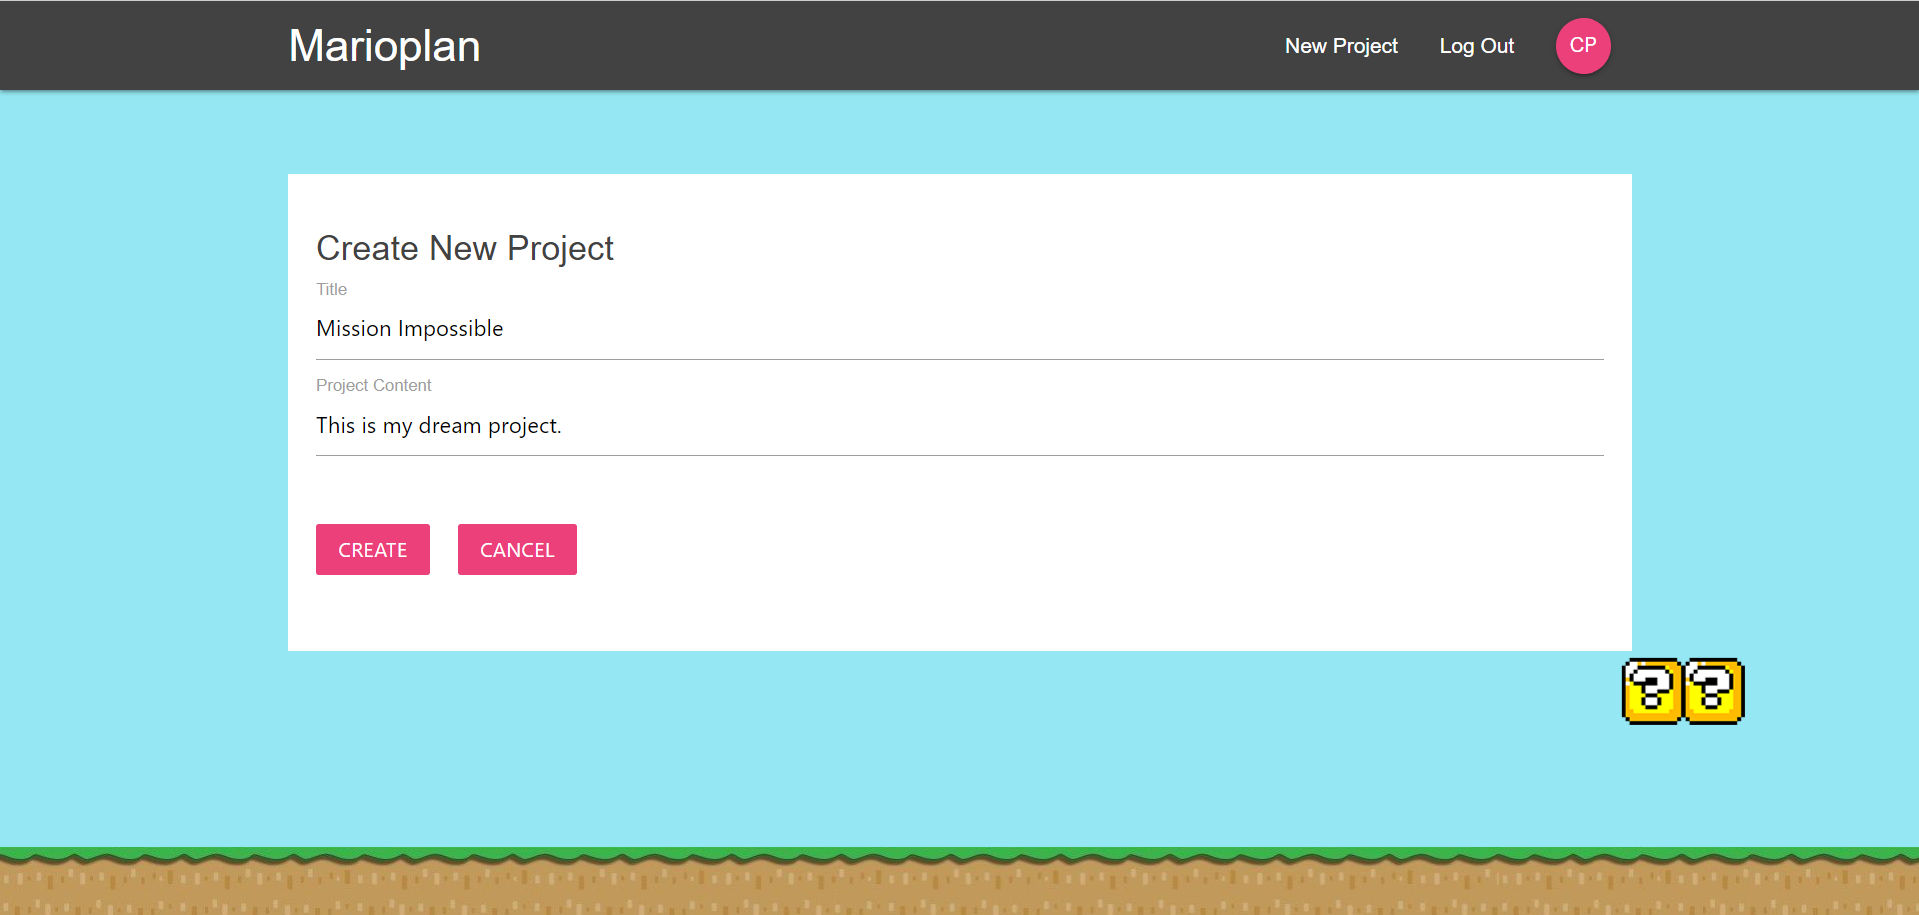 Marioplan
New Project
Log Out
CP
Create New Project
Title
Mission Impossible
Project Content
This is my dream project.
CREATE
CANCEL
? ?